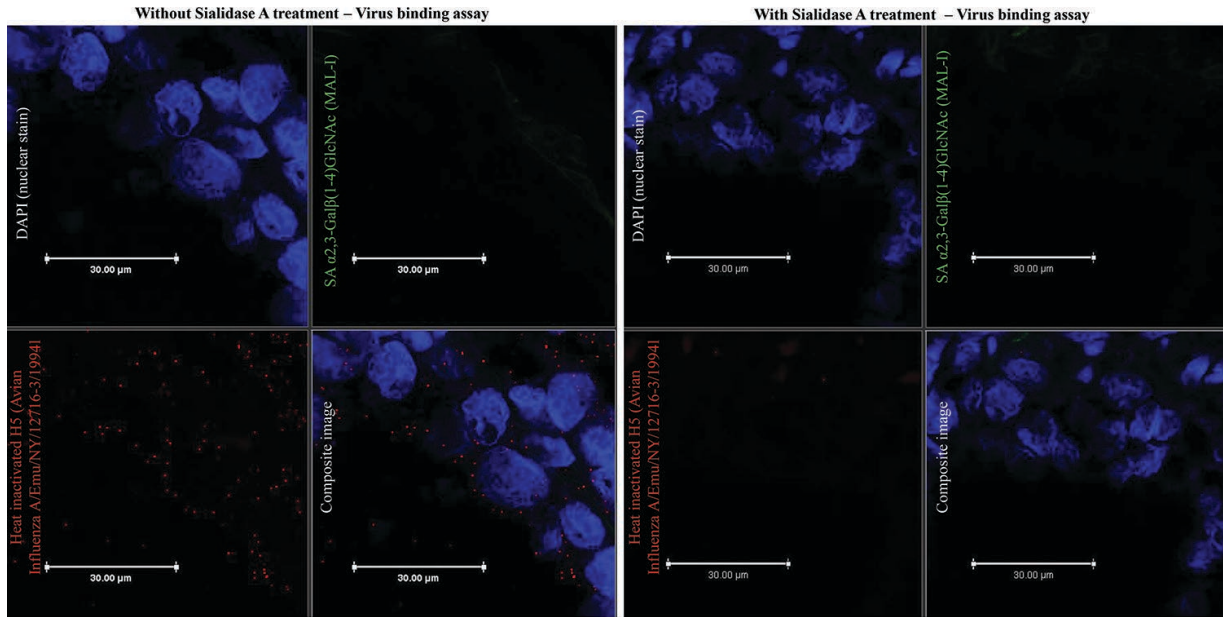 Without Sialidase A treatment – Virus binding assay
DAPI (nuclear stain)
30.00 µm
SA α2,3-Galβ(1-4)GlcNAc (MAL-I)
30.00 µm
Heat inactivated H5 (Avian
Influenza A/Emu/NY/12716-3/1994l
30.00 µm
Composite image
30.00 µm
With Sialidase A treatment – Virus binding assay
DAPI (nuclear stain)
30.00 µm
SA α2,3-Galβ(1-4)GlcNAc (MAL-I)
30.00 µm
Heat inactivated H5 (Avian
Influenza A/Emu/NY/12716-3/1994l
30.00 µm
Composite image
30.00 µm